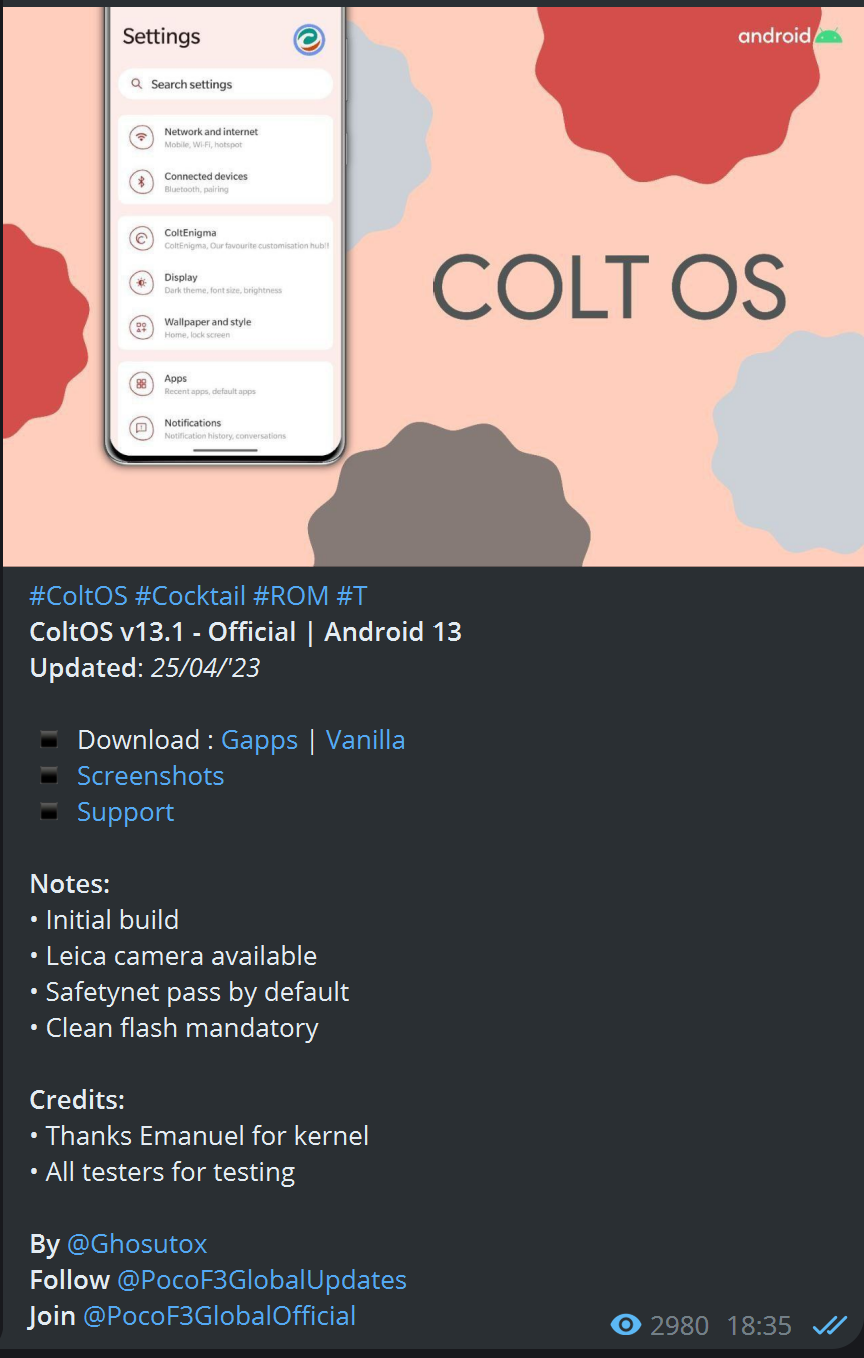 Settings
android
Search settings
Network and internet
Mobile, Wi-Fi, hotspot
Connected devices
Bluetooth, pairing
ColtEnigma
ColtEnigma, Our favourite customisation hub!!
Display
Dark theme, font size, brightness
Wallpaper and style
Home, lock screen
Apps
Recent apps, default apps
Notifications
Notification history, conversations
COLT OS
#ColtOS #Cocktail #ROM #T
ColtOS v13.1 - Official | Android 13
Updated: 25/04/'23
▪ Download : Gapps | Vanilla
▪ Screenshots
▪ Support
Notes:
• Initial build
• Leica camera available
• Safetynet pass by default
• Clean flash mandatory
Credits:
• Thanks Emanuel for kernel
• All testers for testing
By @Ghosutox
Follow @PocoF3GlobalUpdates
Join @PocoF3GlobalOfficial
2980 18:35